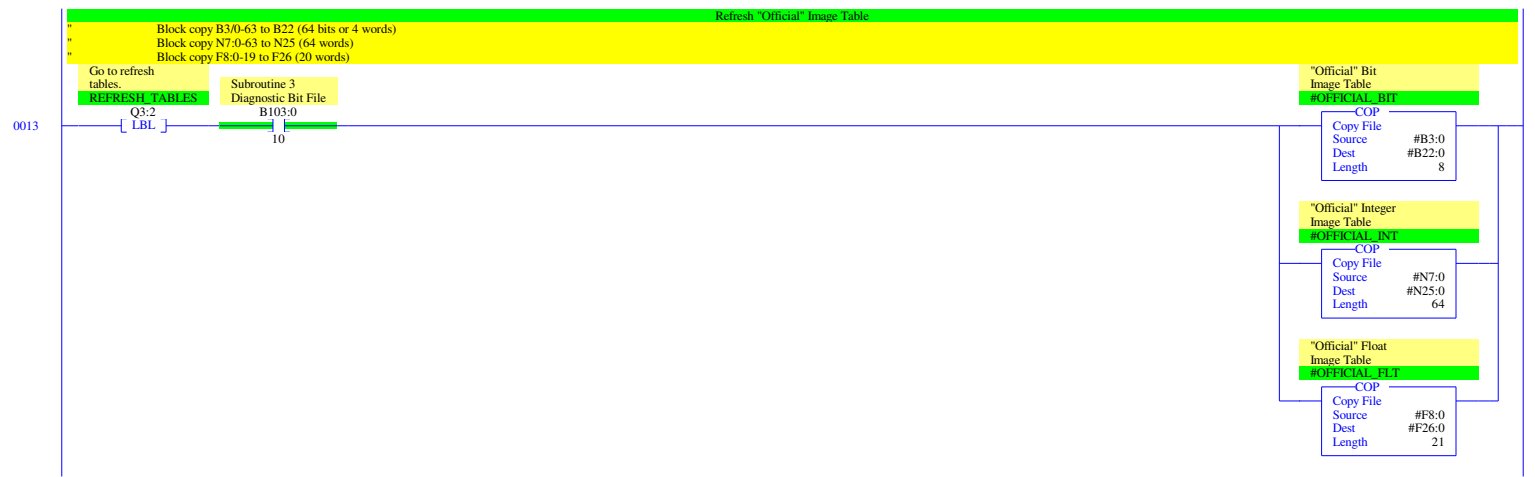 Refresh "Official" Image Table
" Block copy B3/0-63 to B22 (64 bits or 4 words)
" Block copy N7:0-63 to N25 (64 words)
" Block copy F8:0-19 to F26 (20 words)
Go to refresh
tables.
REFRESH_TABLES
Q3:2
LBL
Subroutine 3
Diagnostic Bit File
B103:0
10
0013
"Official" Bit
Image Table
#OFFICIAL_BIT
COP
Copy File
Source #B3:0
Dest #B22:0
Length 8
"Official" Integer
Image Table
#OFFICIAL_INT
COP
Copy File
Source #N7:0
Dest #N25:0
Length 64
"Official" Float
Image Table
#OFFICIAL_FLT
COP
Copy File
Source #F8:0
Dest #F26:0
Length 21